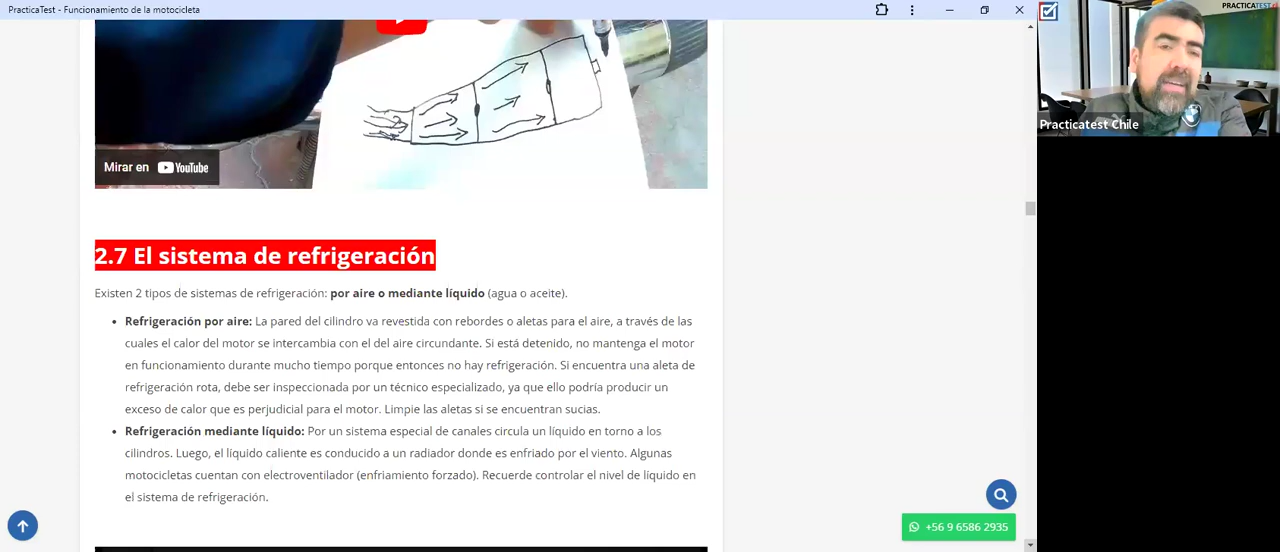 PracticaTest - Funcionamiento de la motocicleta
PRACTICATEST
Practicatest Chile
Mirar en YouTube
2.7 El sistema de refrigeración
Existen 2 tipos de sistemas de refrigeración: por aire o mediante líquido (agua o aceite).
Refrigeración por aire: La pared del cilindro va revestida con rebordes o aletas para el aire, a través de las
cuales el calor del motor se intercambia con el del aire circundante. Si está detenido, no mantenga el motor
en funcionamiento durante mucho tiempo porque entonces no hay refrigeración. Si encuentra una aleta de
refrigeración rota, debe ser inspeccionada por un técnico especializado, ya que ello podría producir un
exceso de calor que es perjudicial para el motor. Limpie las aletas si se encuentran sucias.
Refrigeración mediante líquido: Por un sistema especial de canales circula un líquido en torno a los
cilindros. Luego, el líquido caliente es conducido a un radiador donde es enfriado por el viento. Algunas
motocicletas cuentan con electroventilador (enfriamiento forzado). Recuerde controlar el nivel de líquido en
el sistema de refrigeración.
+56 9 6586 2935